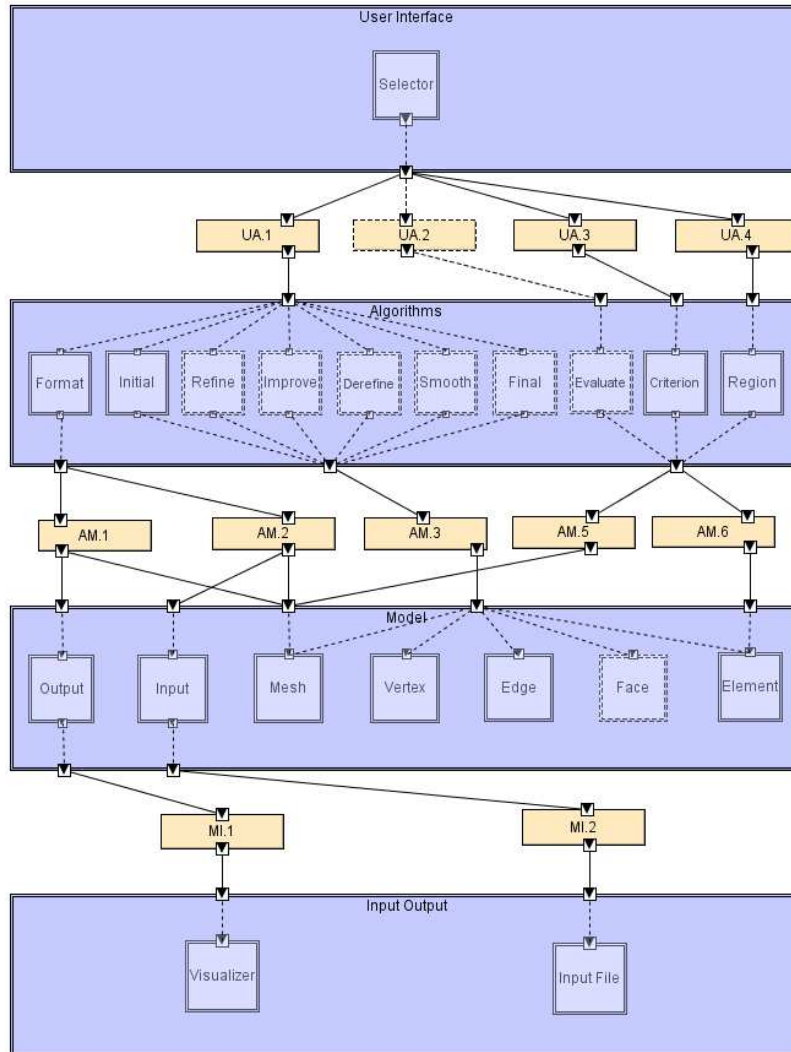 User Interface
Selector
UA.1
UA.2
UA.3
UA.4
Algorithms
Format
Initial
Refine
Improve
Derefine
Smooth
Final
Evaluate
Criterion
Region
AM.1
AM.2
AM.3
AM.5
AM.6
Model
Output
Input
Mesh
Vertex
Edge
Face
Element
MI.1
MI.2
Input Output
Visualizer
Input File